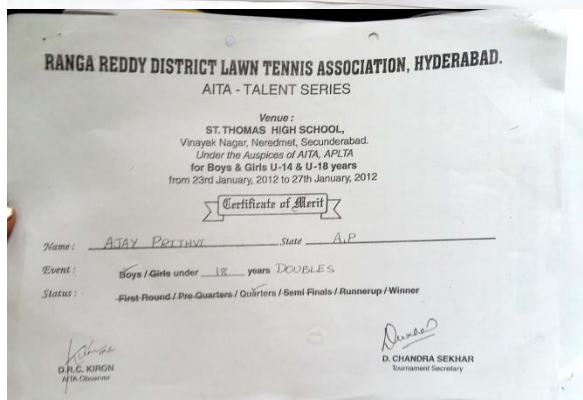 RANGA REDDY DISTRICT LAWN TENNIS ASSOCIATION, HYDERABAD.
AITA - TALENT SERIES
Venue :
ST. THOMAS HIGH SCHOOL,
Vinayak Nagar, Neredmet, Secunderabad.
Under the Auspices of AITA, APLTA
for Boys & Girls U-14 & U-18 years
from 23rd January, 2012 to 27th January, 2012
Certificate of Merit
Name : AJAY PRITHVI State A.P
Event : Boys / Girls under 18 years DOUBLES
Status : First Round / Pre Quarters / Quarters / Semi Finals / Runnerup / Winner
D.R.C. KIRON D. CHANDRA SEKHAR
AITA Observer Tournament Secretary